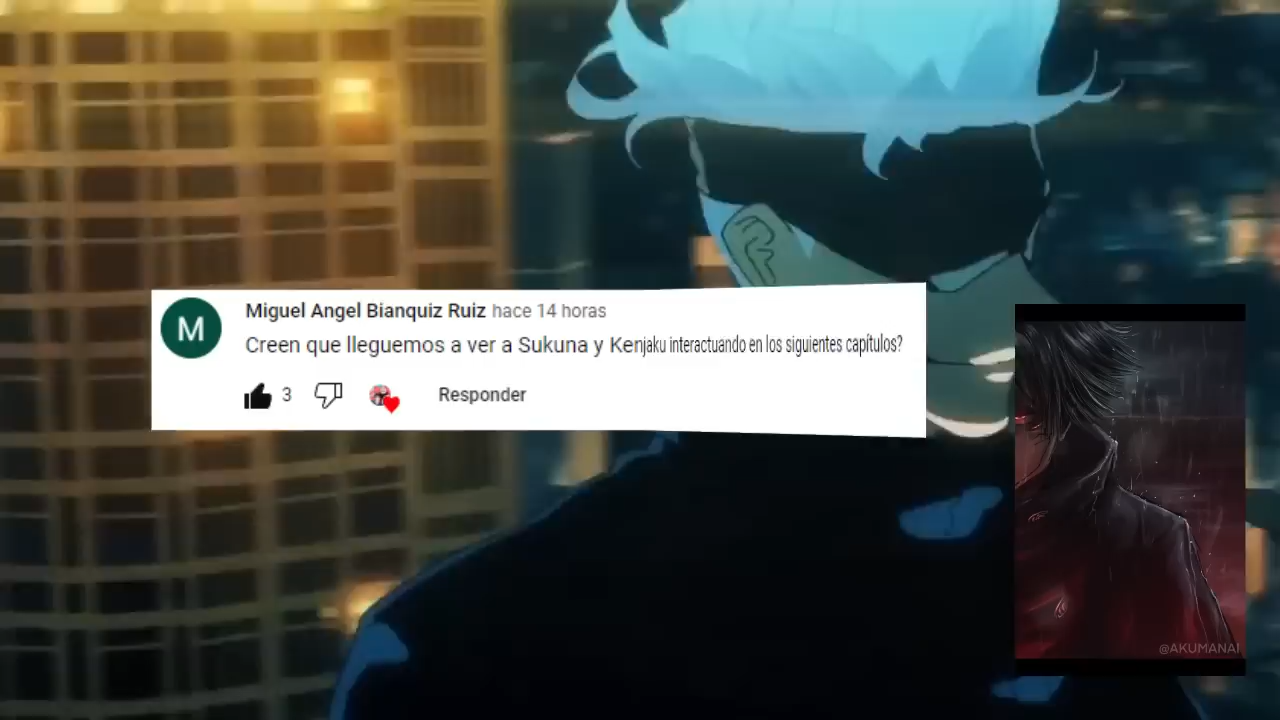 M
Miguel Angel Bianquiz Ruiz hace 14 horas
Creen que lleguemos a ver a Sukuna y Kenjaku interactuando en los siguientes capítulos?
3
Responder
@AKUMANAI